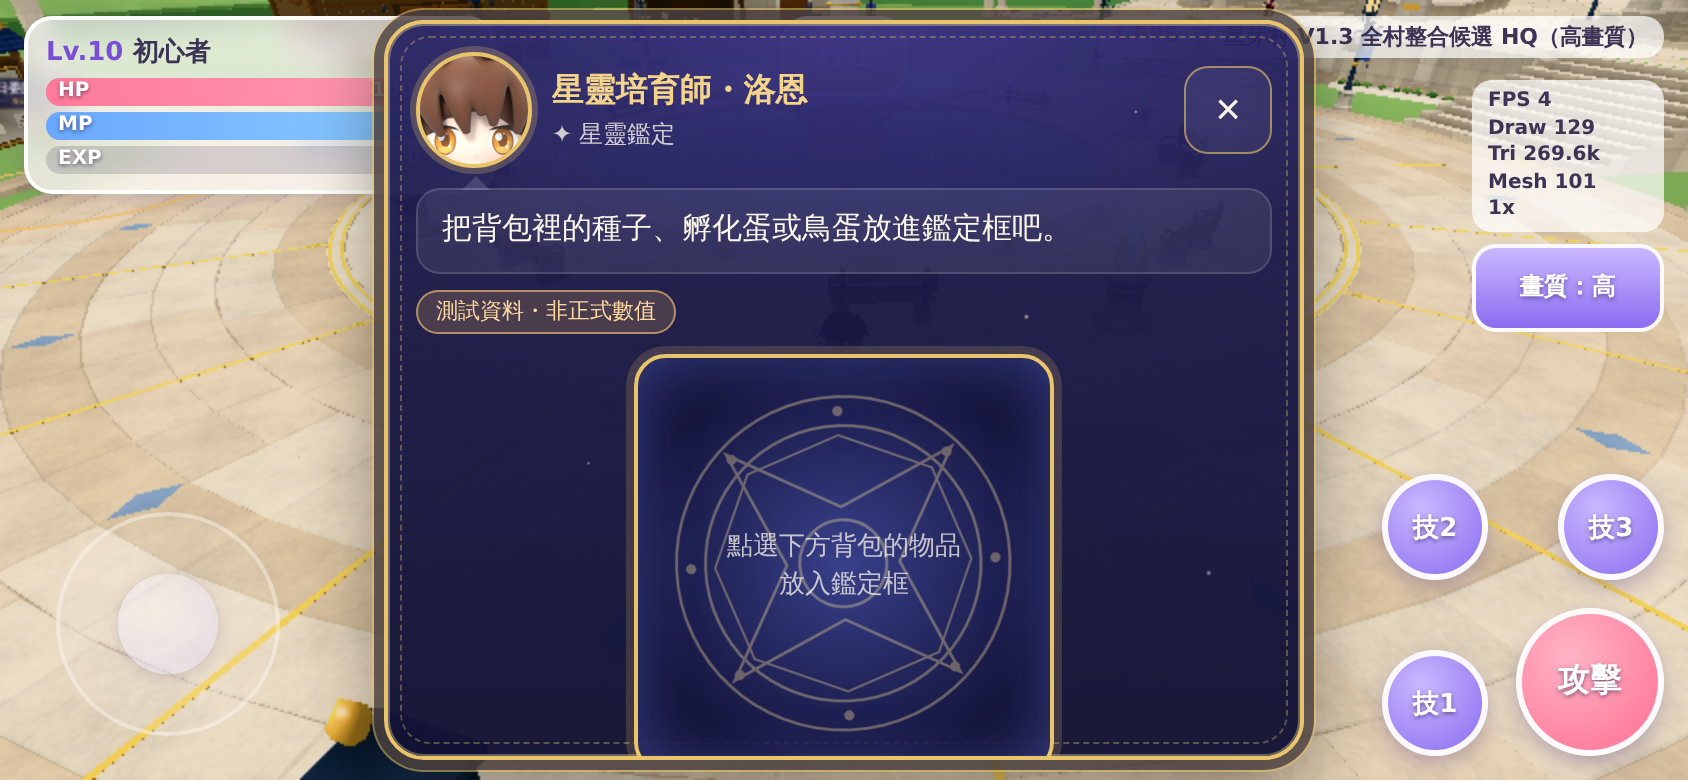 Lv.10 初心者
HP
MP
EXP
星靈培育師・洛恩
✦ 星靈鑑定
×
把背包裡的種子、孵化蛋或鳥蛋放進鑑定框吧。
測試資料・非正式數值
點選下方背包的物品
放入鑑定框
V1.3 全村整合候選 HQ（高畫質）
FPS 4
Draw 129
Tri 269.6k
Mesh 101
1x
畫質：高
技2
技3
技1
攻擊